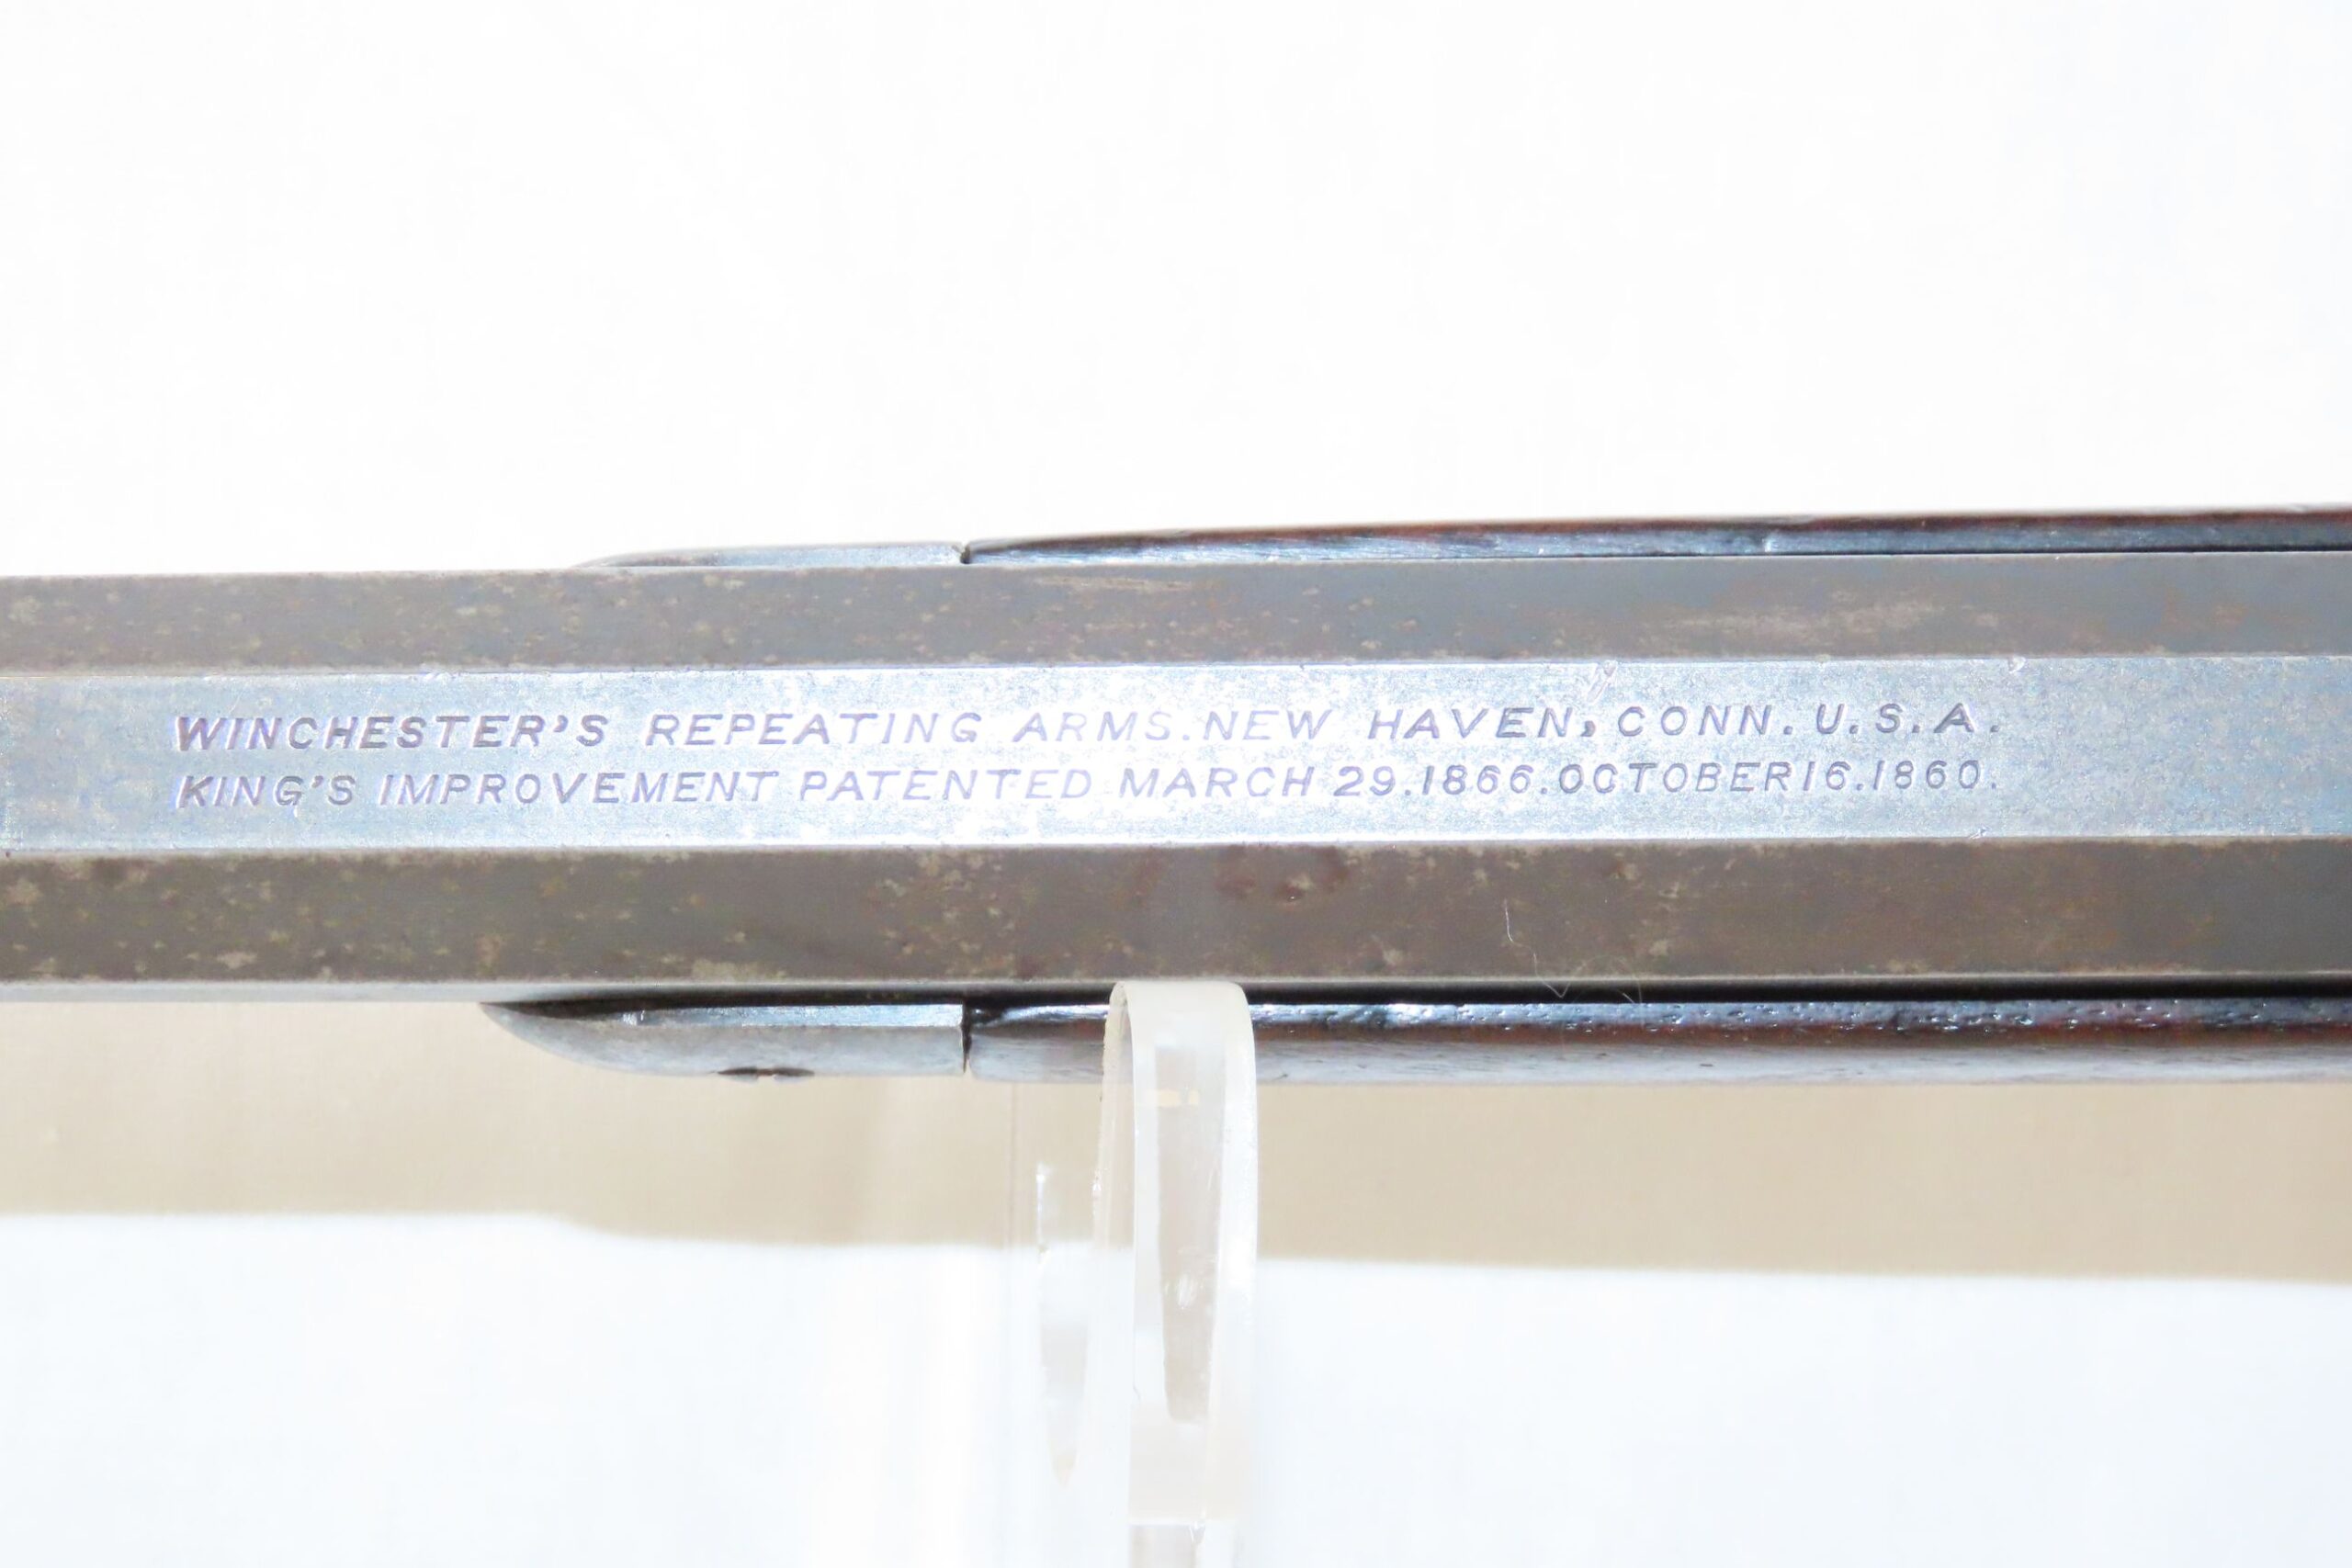 WINCHESTER'S REPEATING ARMS.NEW HAVEN, CONN. U.S.A.
KING'S IMPROVEMENT PATENTED MARCH 29.1866.OCTOBER16.1860.